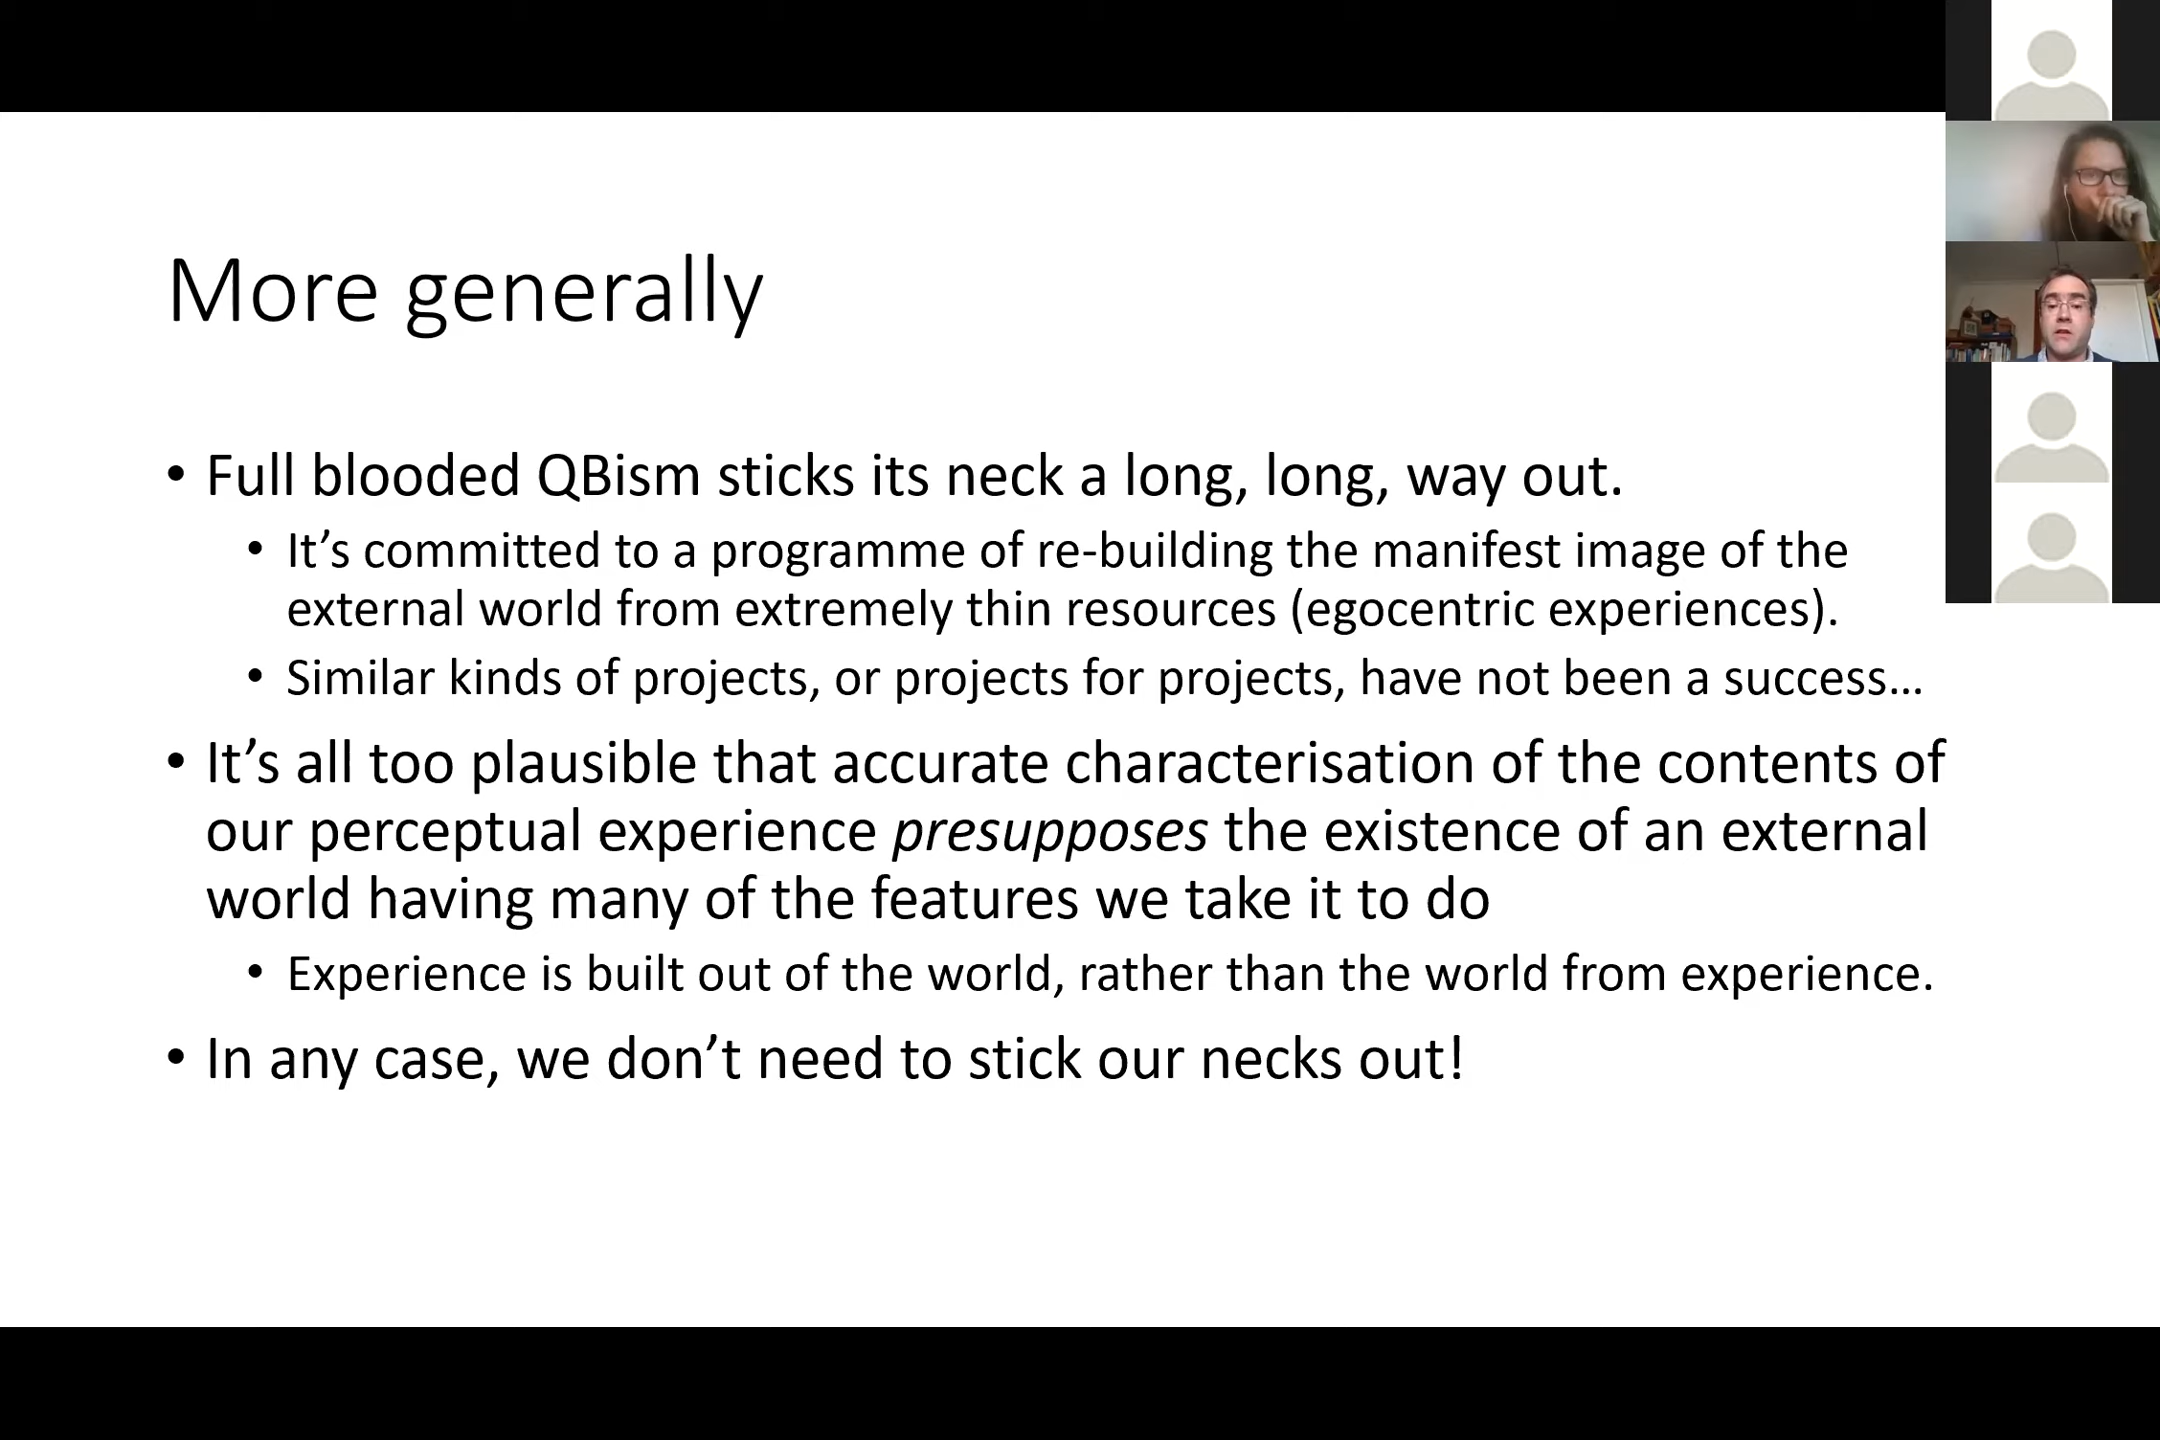 More generally
• Full blooded QBism sticks its neck a long, long, way out.
• It’s committed to a programme of re-building the manifest image of the
external world from extremely thin resources (egocentric experiences).
• Similar kinds of projects, or projects for projects, have not been a success…
• It’s all too plausible that accurate characterisation of the contents of
our perceptual experience presupposes the existence of an external
world having many of the features we take it to do
• Experience is built out of the world, rather than the world from experience.
• In any case, we don’t need to stick our necks out!